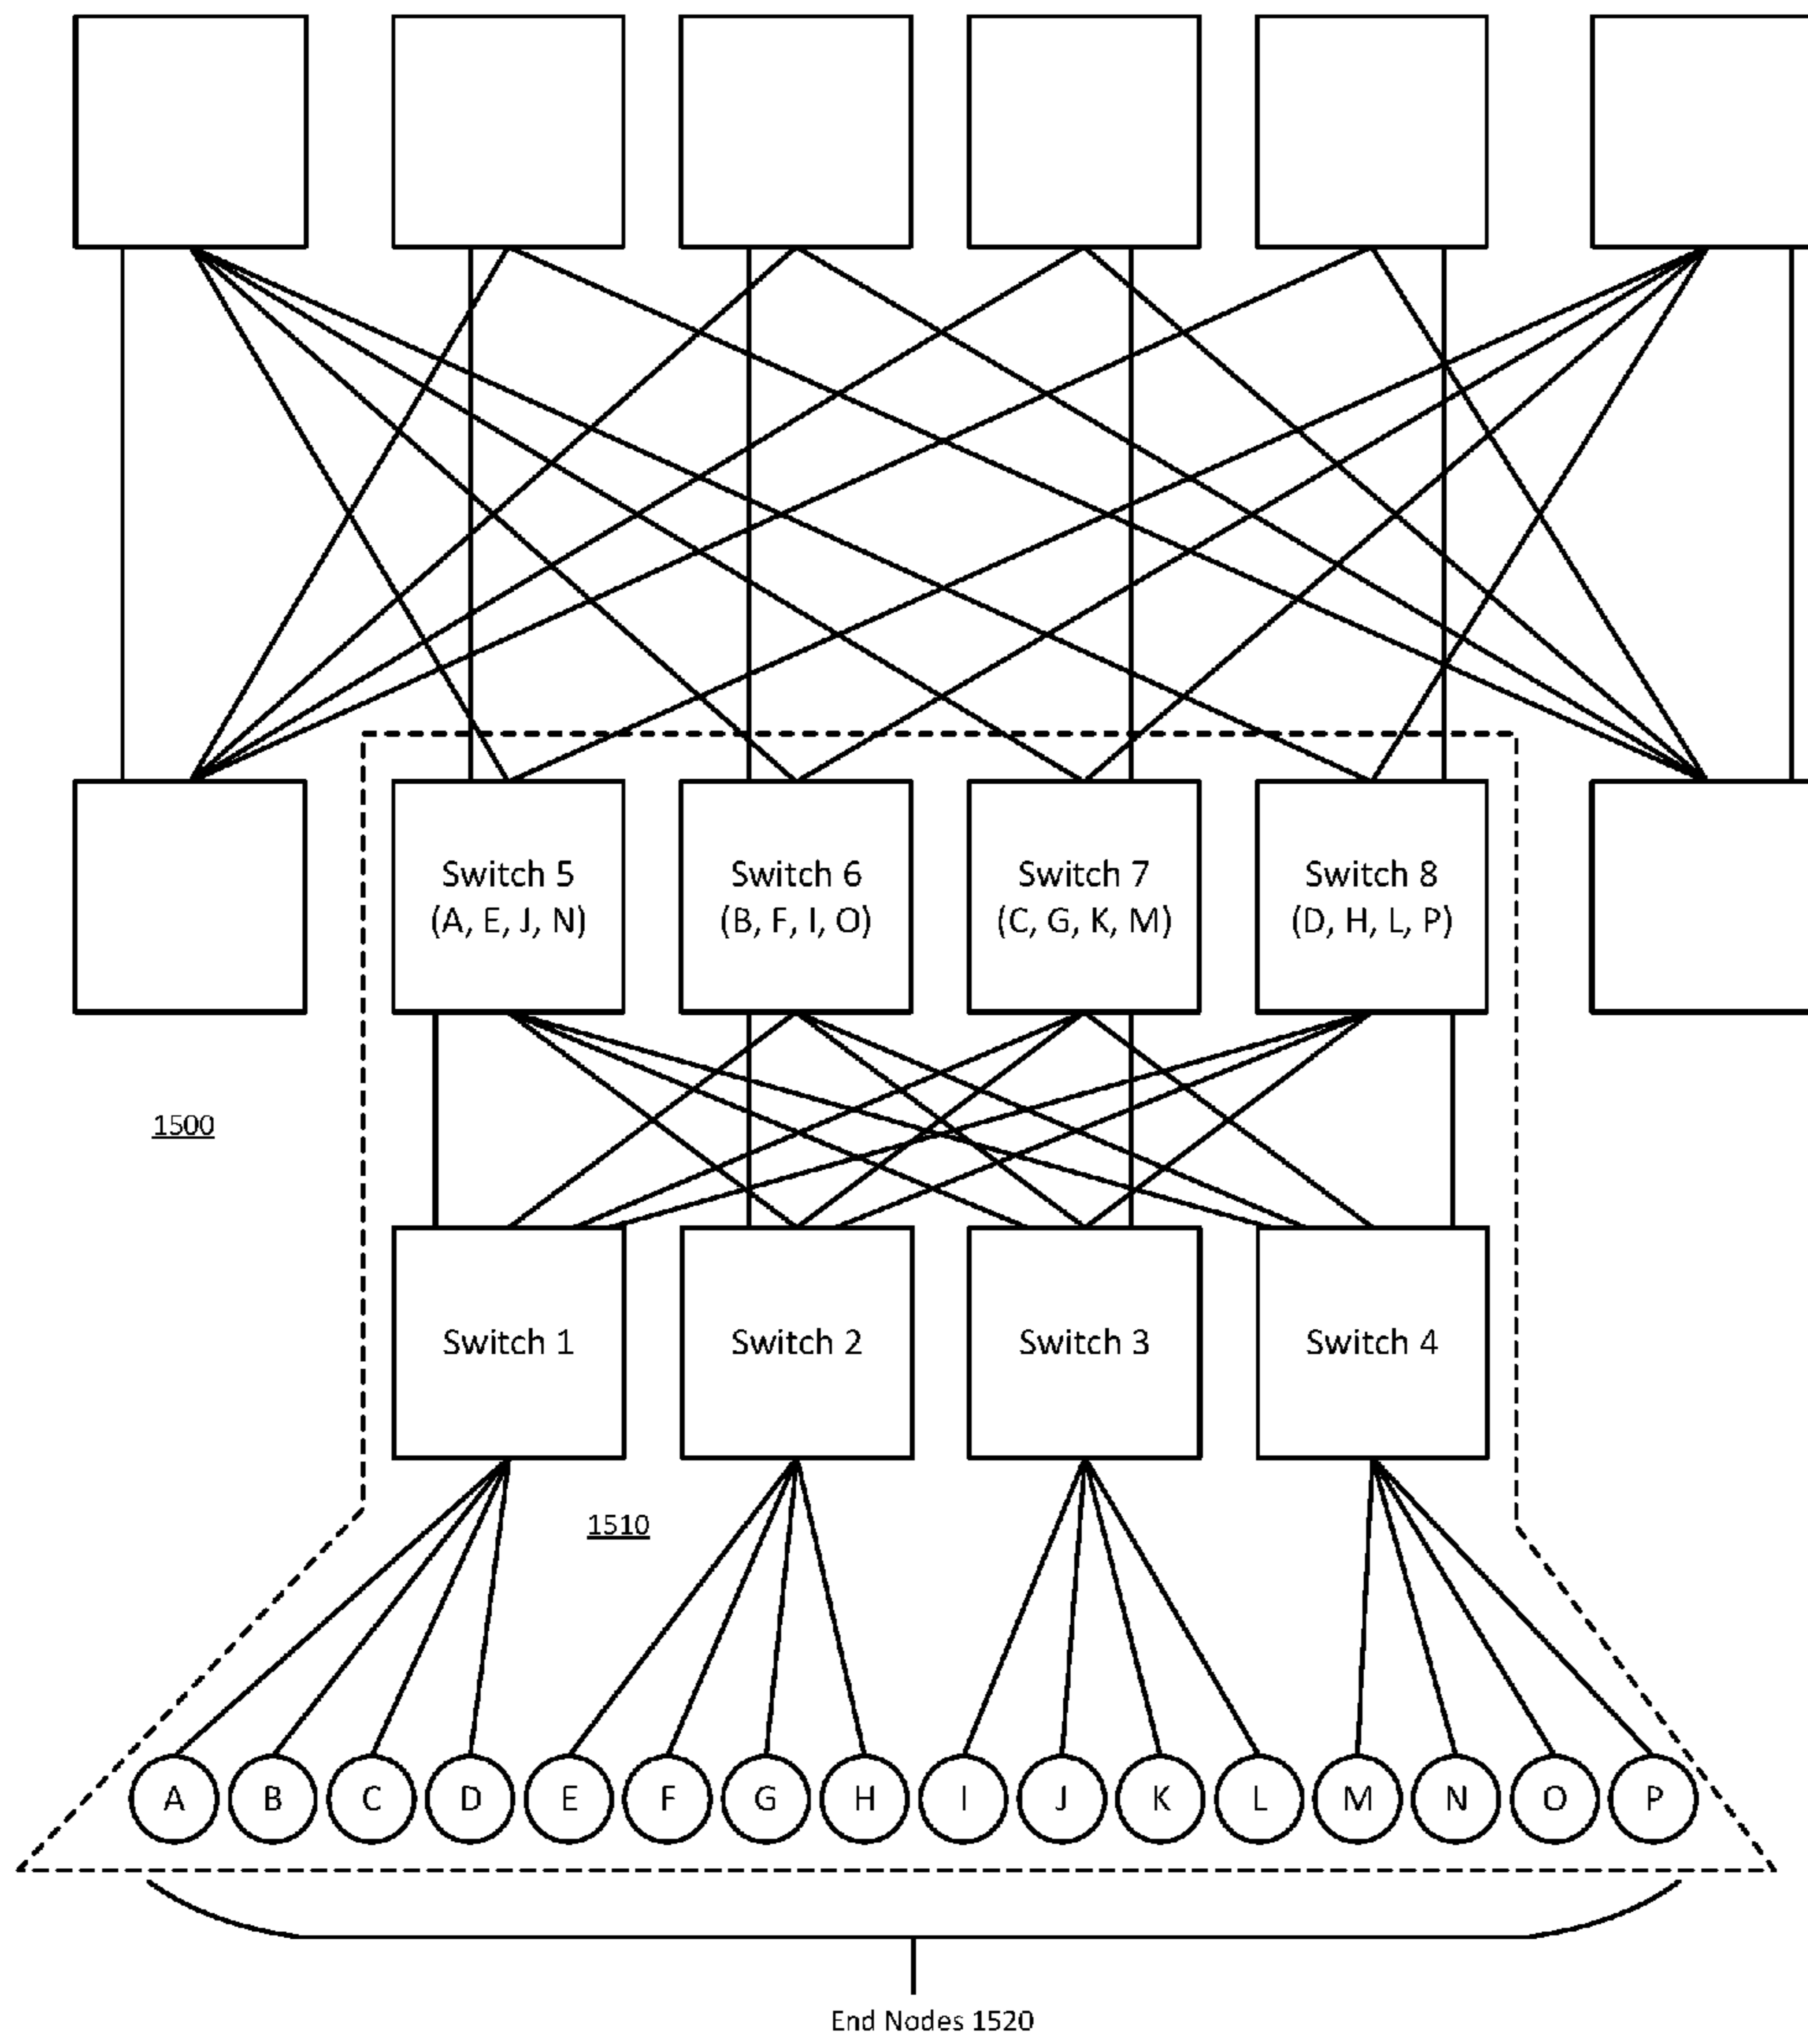 Switch 5
(A, E, J, N)
Switch 6
(B, F, I, O)
Switch 7
(C, G, K, M)
Switch 8
(D, H, L, P)
1500
Switch 1
Switch 2
Switch 3
Switch 4
1510
A B C D E F G H I J K L M N O P
End Nodes 1520